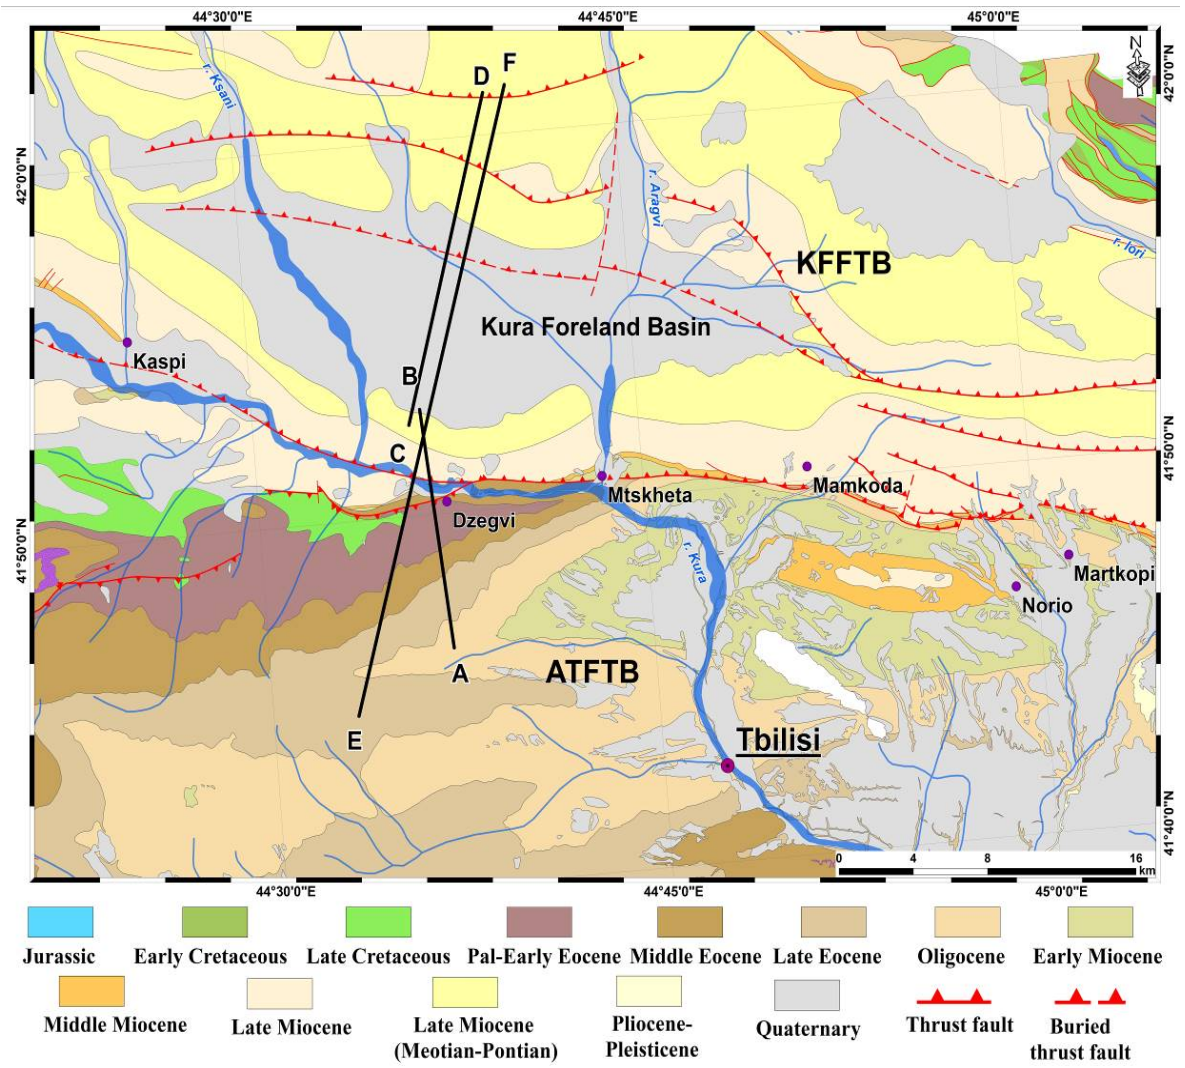 44°30'0"E
44°45'0"E
45°0'0"E
N
42°0'0"N
42°0'0"N
D
F
r. Ksani
r. Aragvi
r. Iori
KFFTB
Kura Foreland Basin
Kaspi
B
C
41°50'0"N
41°50'0"N
Mtskheta
Mamkoda
Dzegvi
r. Kura
Martkopi
Norio
A
ATFTB
E
Tbilisi
41°40'0"N
0 4 8 16
km
44°30'0"E
44°45'0"E
45°0'0"E
Jurassic
Early Cretaceous
Late Cretaceous
Pal-Early Eocene
Middle Eocene
Late Eocene
Oligocene
Early Miocene
Middle Miocene
Late Miocene
Late Miocene
(Meotian-Pontian)
Pliocene-
Pleisticene
Quaternary
Thrust fault
Buried
thrust fault